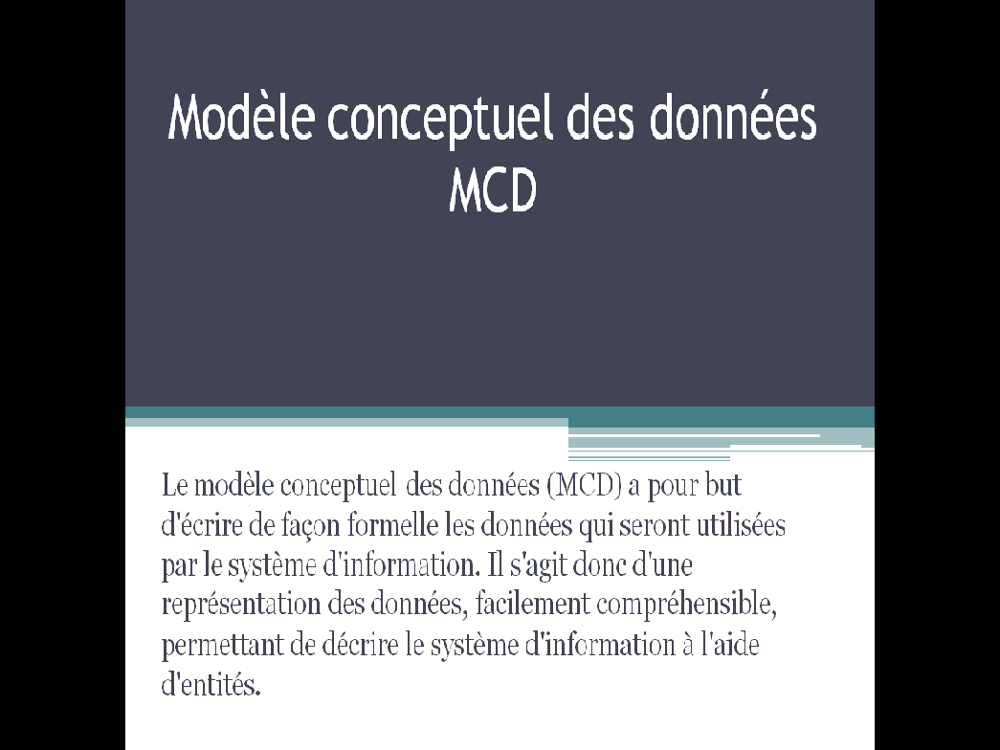 Modèle conceptuel des données
MCD
Le modèle conceptuel des données (MCD) a pour but
d'écrire de façon formelle les données qui seront utilisées
par le système d'information. Il s'agit donc d'une
représentation des données, facilement compréhensible,
permettant de décrire le système d'information à l'aide
d'entités.